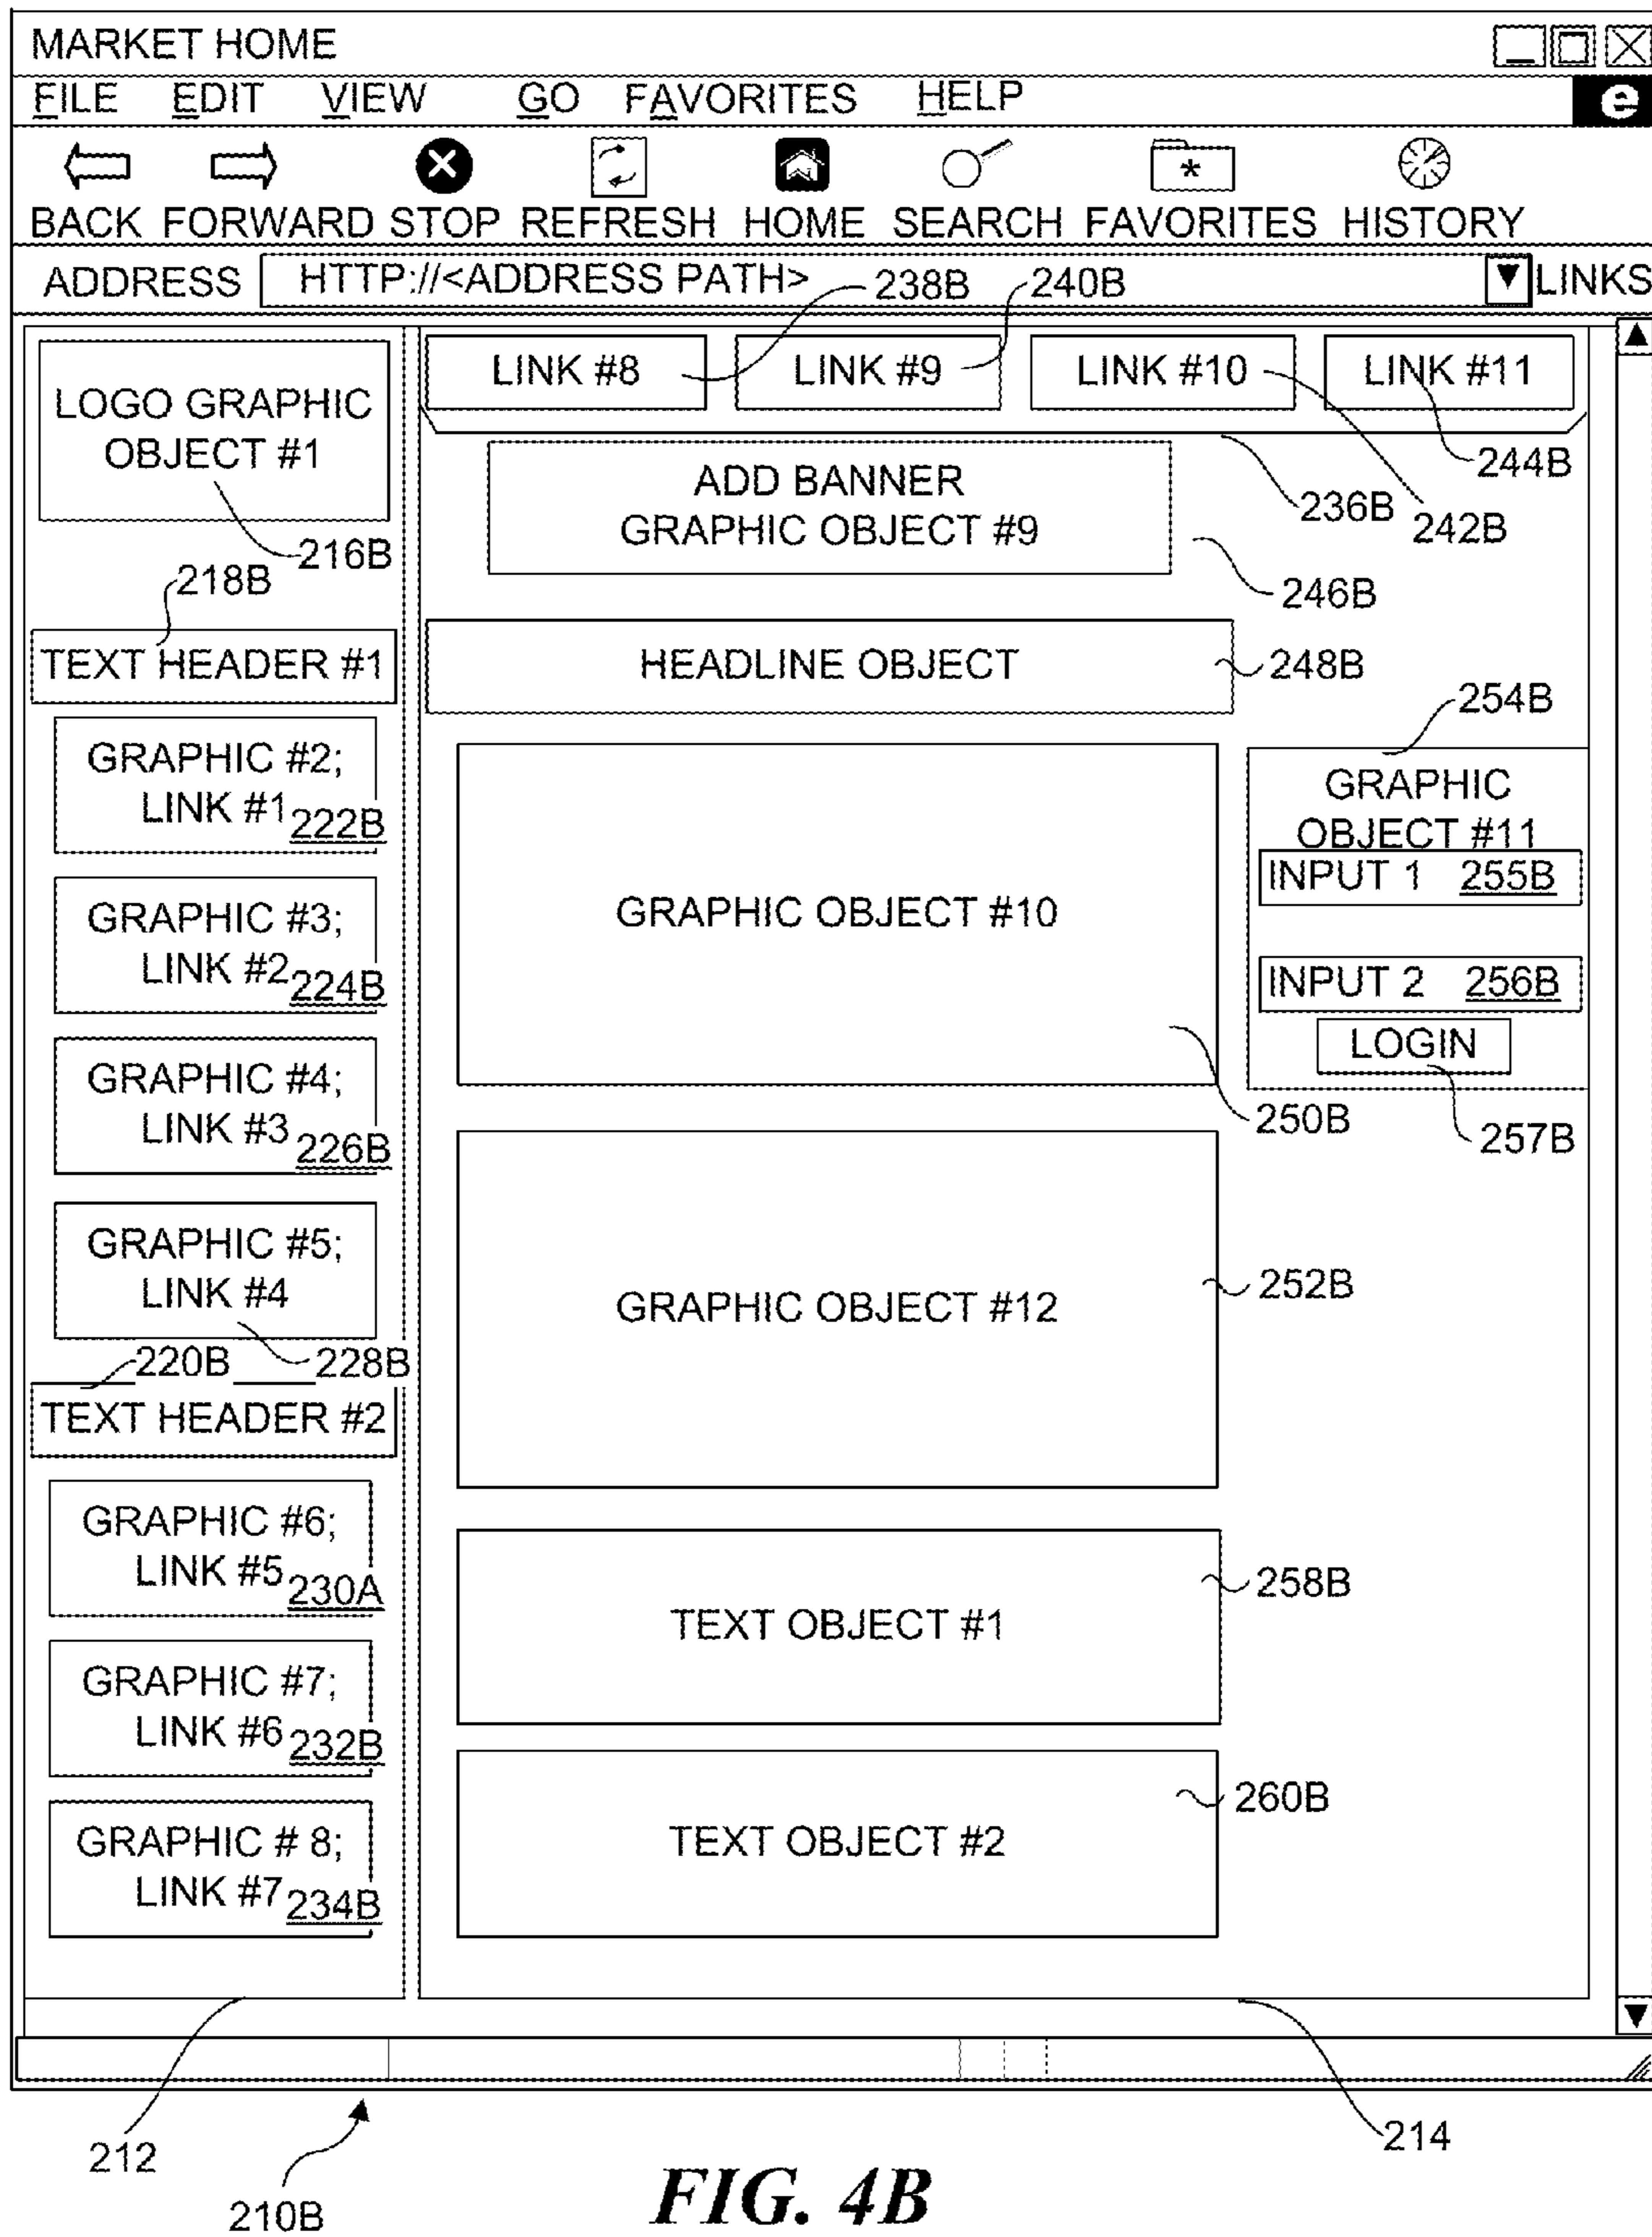 MARKET HOME
FILE EDIT VIEW GO FAVORITES HELP
e
BACK FORWARD STOP REFRESH HOME SEARCH FAVORITES HISTORY
ADDRESS HTTP://<ADDRESS PATH> LINKS
238B 240B
LOGO GRAPHIC
OBJECT #1
216B
218B
TEXT HEADER #1
GRAPHIC #2;
LINK #1 222B
GRAPHIC #3;
LINK #2 224B
GRAPHIC #4;
LINK #3 226B
GRAPHIC #5;
LINK #4
220B 228B
TEXT HEADER #2
GRAPHIC #6;
LINK #5 230A
GRAPHIC #7;
LINK #6 232B
GRAPHIC # 8;
LINK #7 234B
LINK #8 LINK #9 LINK #10 LINK #11
244B
236B 242B
ADD BANNER
GRAPHIC OBJECT #9
246B
HEADLINE OBJECT 248B
254B
GRAPHIC
OBJECT #11
INPUT 1 255B
INPUT 2 256B
LOGIN
257B
GRAPHIC OBJECT #10
250B
GRAPHIC OBJECT #12 252B
TEXT OBJECT #1 258B
TEXT OBJECT #2 260B
212 214
210B
FIG. 4B